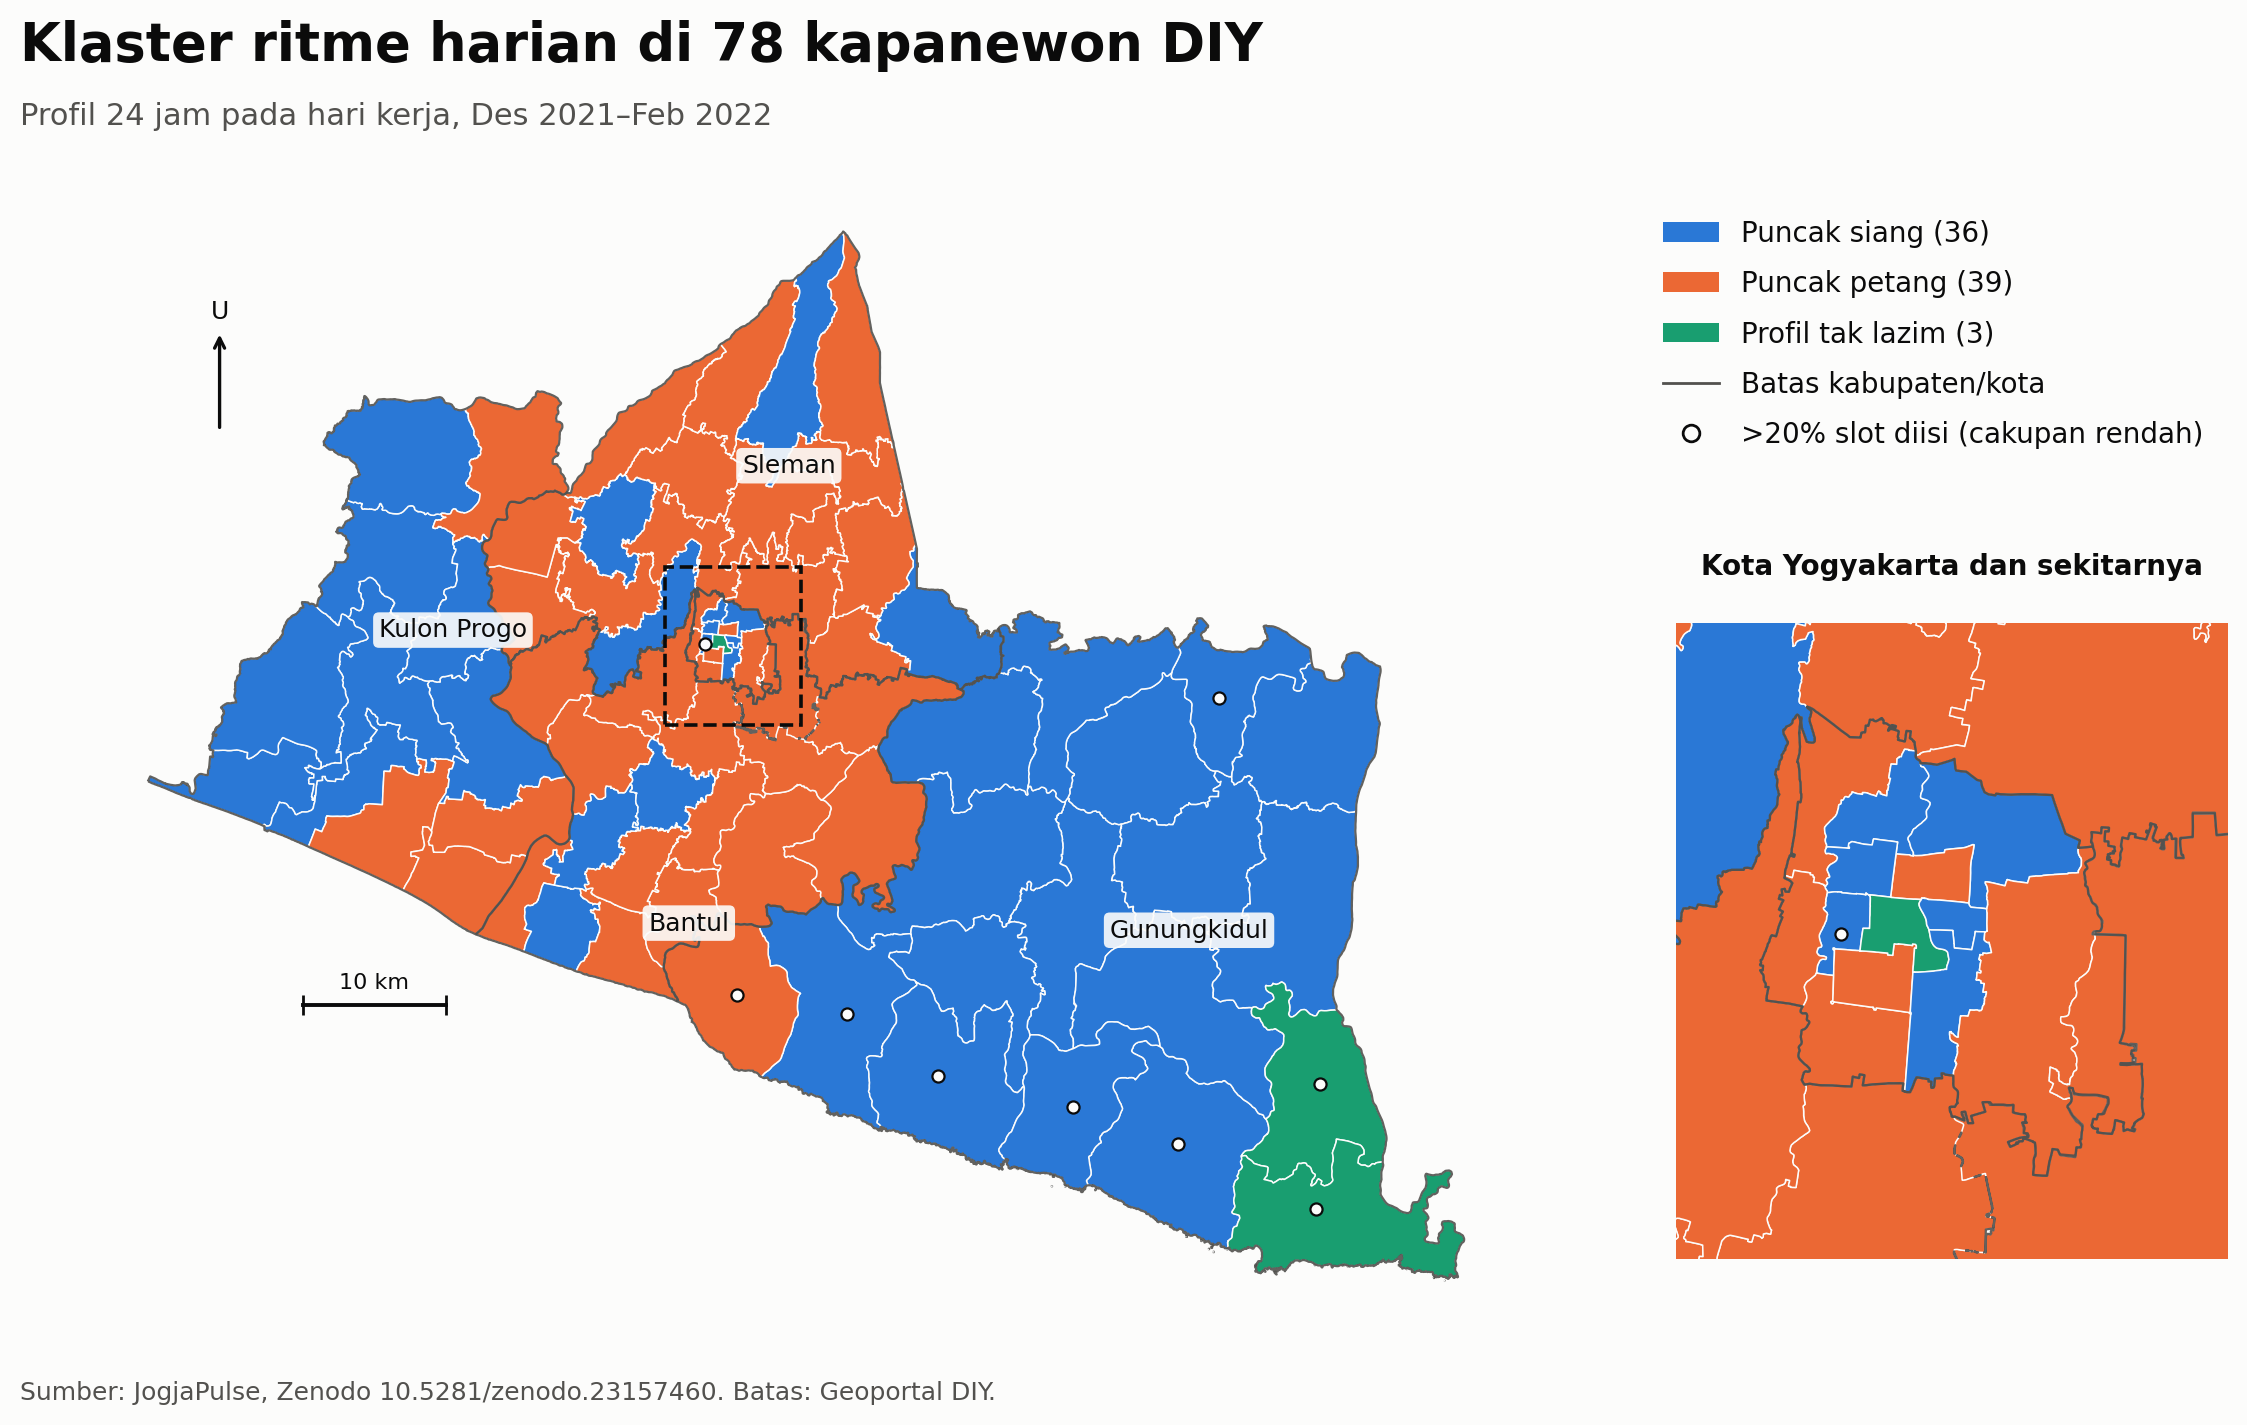 Klaster ritme harian di 78 kapanewon DIY
Profil 24 jam pada hari kerja, Des 2021–Feb 2022
U
Sleman
Kulon Progo
Bantul
Gunungkidul
10 km
Puncak siang (36)
Puncak petang (39)
Profil tak lazim (3)
Batas kabupaten/kota
>20% slot diisi (cakupan rendah)
Kota Yogyakarta dan sekitarnya
Sumber: JogjaPulse, Zenodo 10.5281/zenodo.23157460. Batas: Geoportal DIY.